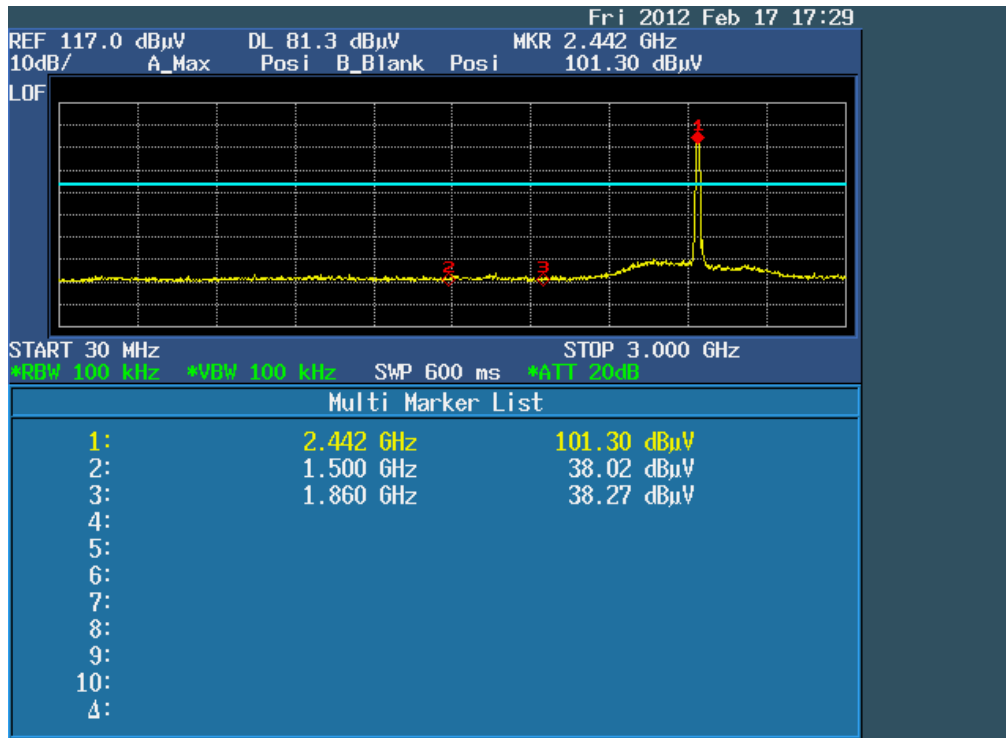 Fri 2012 Feb 17 17:29
REF 117.0 dBµV DL 81.3 dBµV MKR 2.442 GHz
10dB/ A_Max Posi B_Blank Posi 101.30 dBµV
LOF
1
2 3
START 30 MHz STOP 3.000 GHz
*RBW 100 kHz *VBW 100 kHz SWP 600 ms *ATT 20dB
Multi Marker List
1: 2.442 GHz 101.30 dBµV
2: 1.500 GHz 38.02 dBµV
3: 1.860 GHz 38.27 dBµV
4:
5:
6:
7:
8:
9:
10:
Δ: